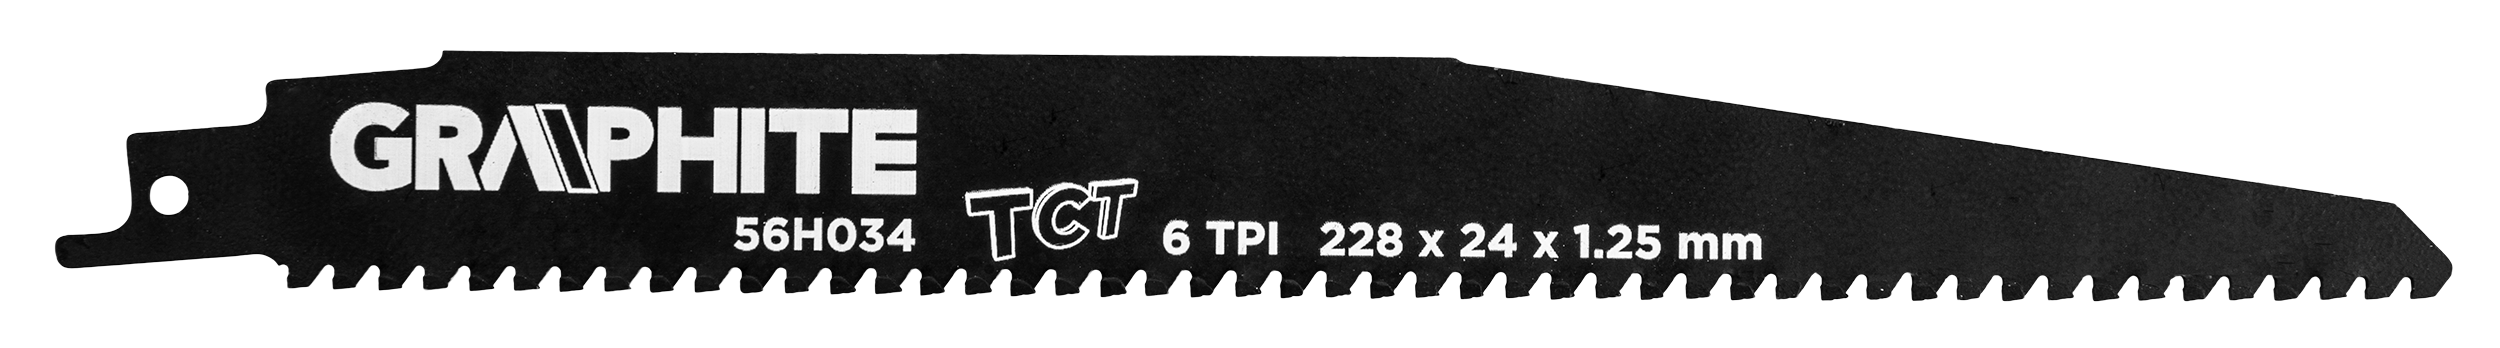 GRAPHITE
56H034 TCT 6 TPI 228 x 24 x 1.25 mm